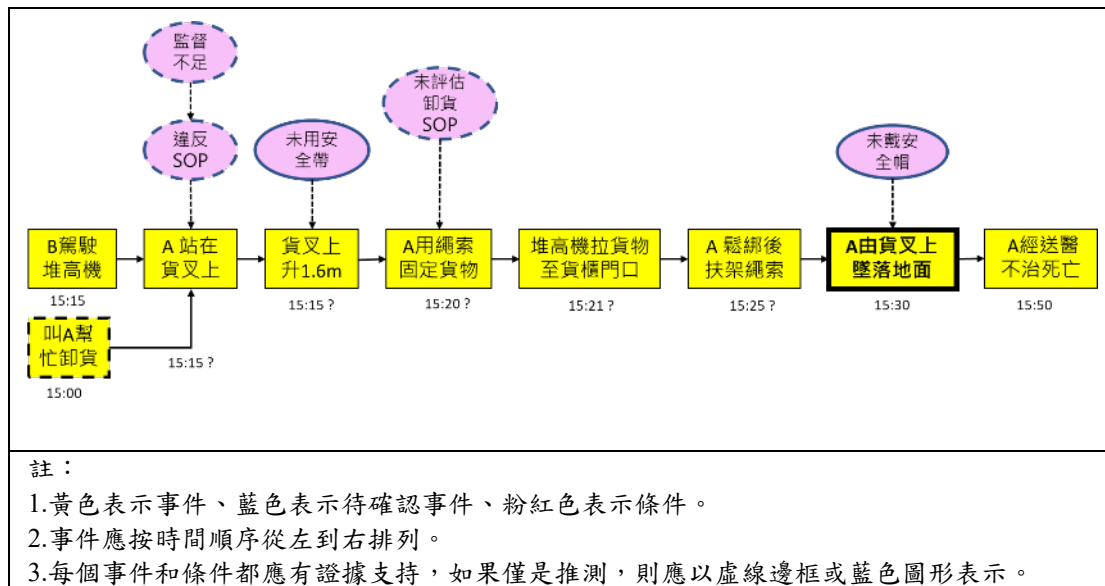 監督
不足
違反
SOP
未用安
全帶
未評估
卸貨
SOP
未戴安
全帽
B駕駛
堆高機
A 站在
貨叉上
貨叉上
升1.6m
A用繩索
固定貨物
堆高機拉貨物
至貨櫃門口
A 鬆綁後
扶架繩索
A由貨叉上
墜落地面
A經送醫
不治死亡
15:15
15:15 ?
15:20 ?
15:21 ?
15:25 ?
15:30
15:50
叫A幫
忙卸貨
15:15 ?
15:00
註：
1.黃色表示事件、藍色表示待確認事件、粉紅色表示條件。
2.事件應按時間順序從左到右排列。
3.每個事件和條件都應有證據支持，如果僅是推測，則應以虛線邊框或藍色圖形表示。